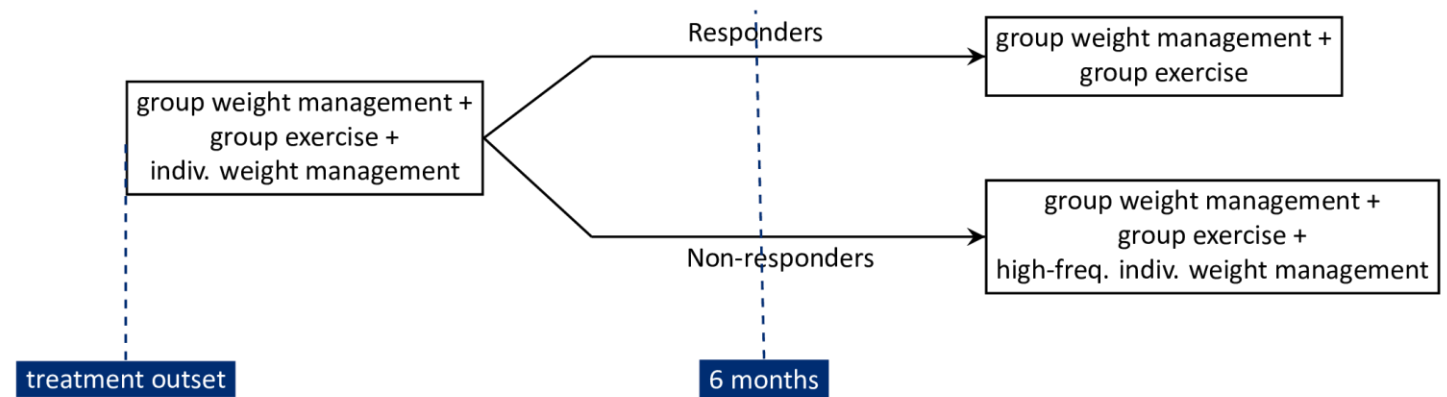 Responders
group weight management +
group exercise
group weight management +
group exercise +
indiv. weight management
group weight management +
group exercise +
high-freq. indiv. weight management
Non-responders
treatment outset
6 months